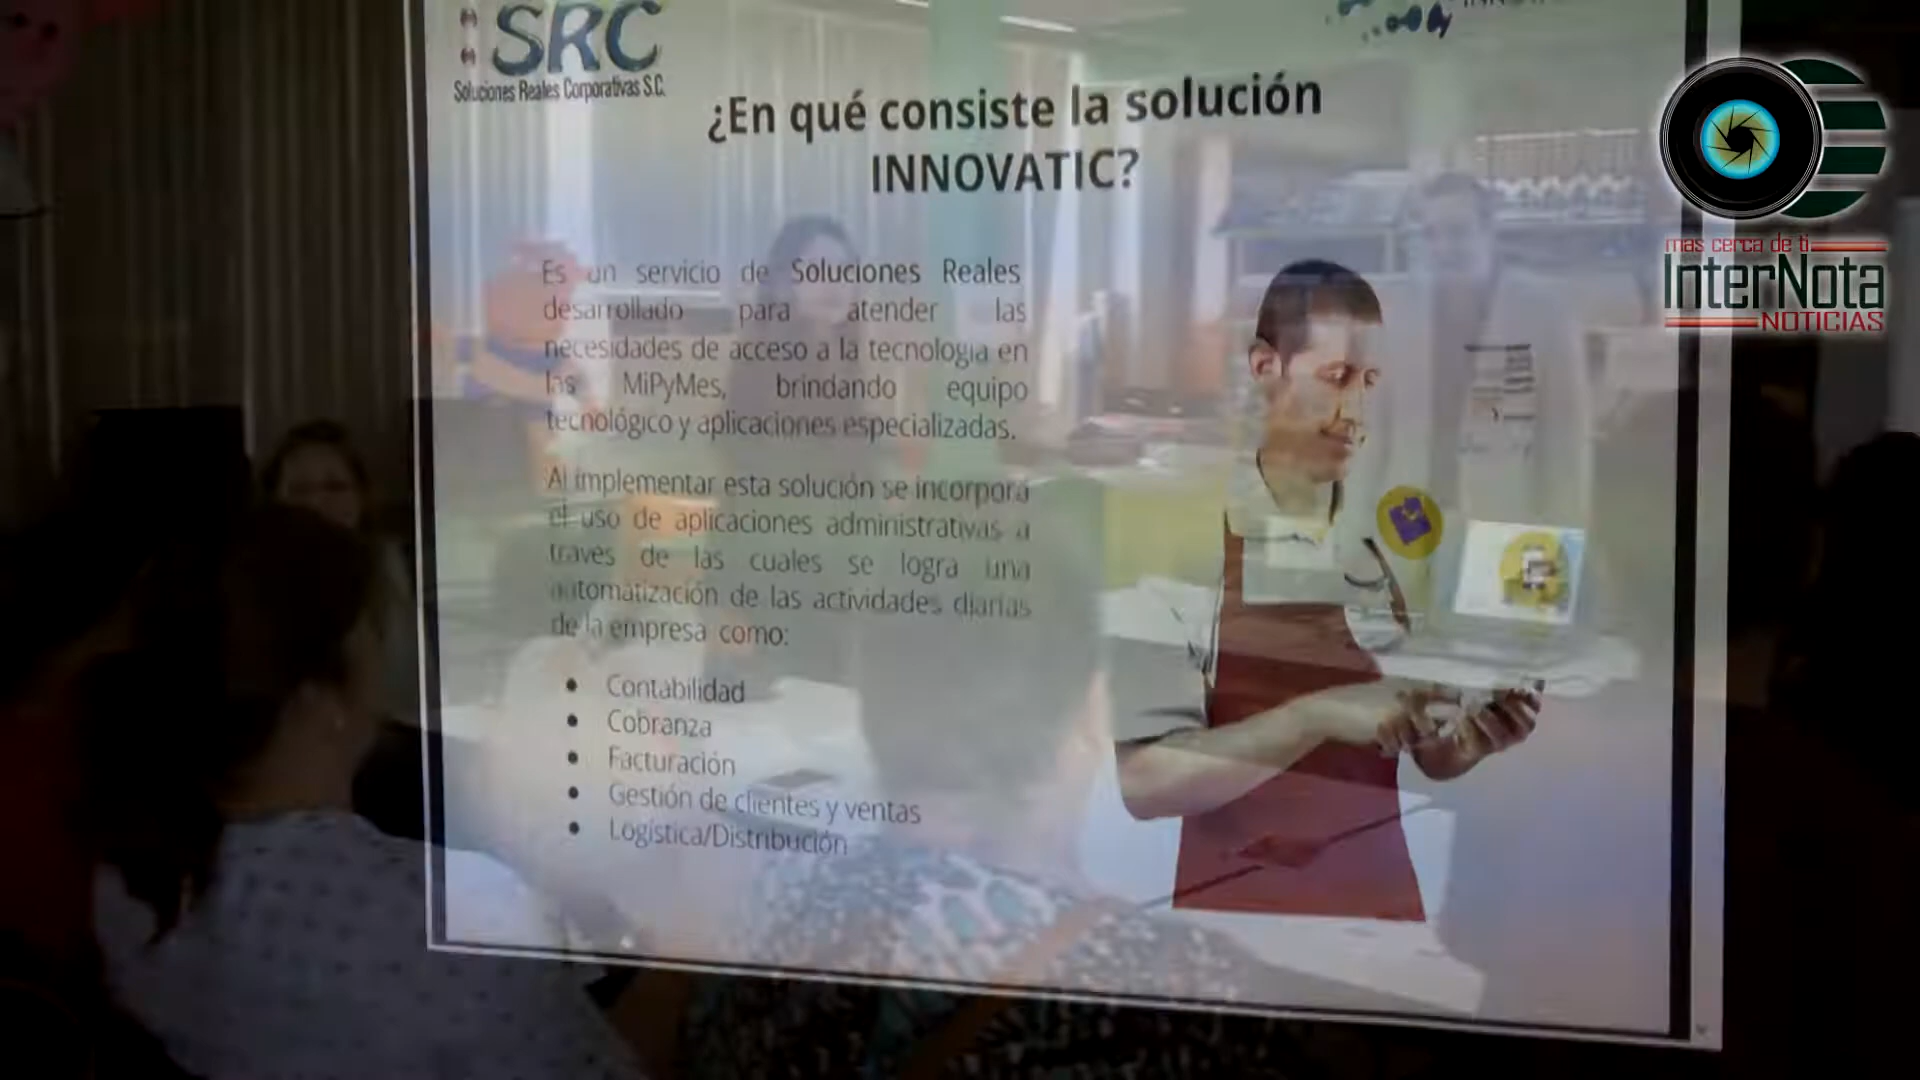 SRC
Soluciones Reales Corporativas S.C.
¿En qué consiste la solución
INNOVATIC?
Es un servicio de Soluciones Reales
desarrollado para atender las
necesidades de acceso a la tecnología en
las MiPyMes, brindando equipo
tecnológico y aplicaciones especializadas.
Al implementar esta solución se incorpora
el uso de aplicaciones administrativas a
través de las cuales se logra una
automatización de las actividades diarias
de la empresa como:
• Contabilidad
• Cobranza
• Facturación
• Gestión de clientes y ventas
• Logística/Distribución
mas cerca de ti
InterNota
NOTICIAS